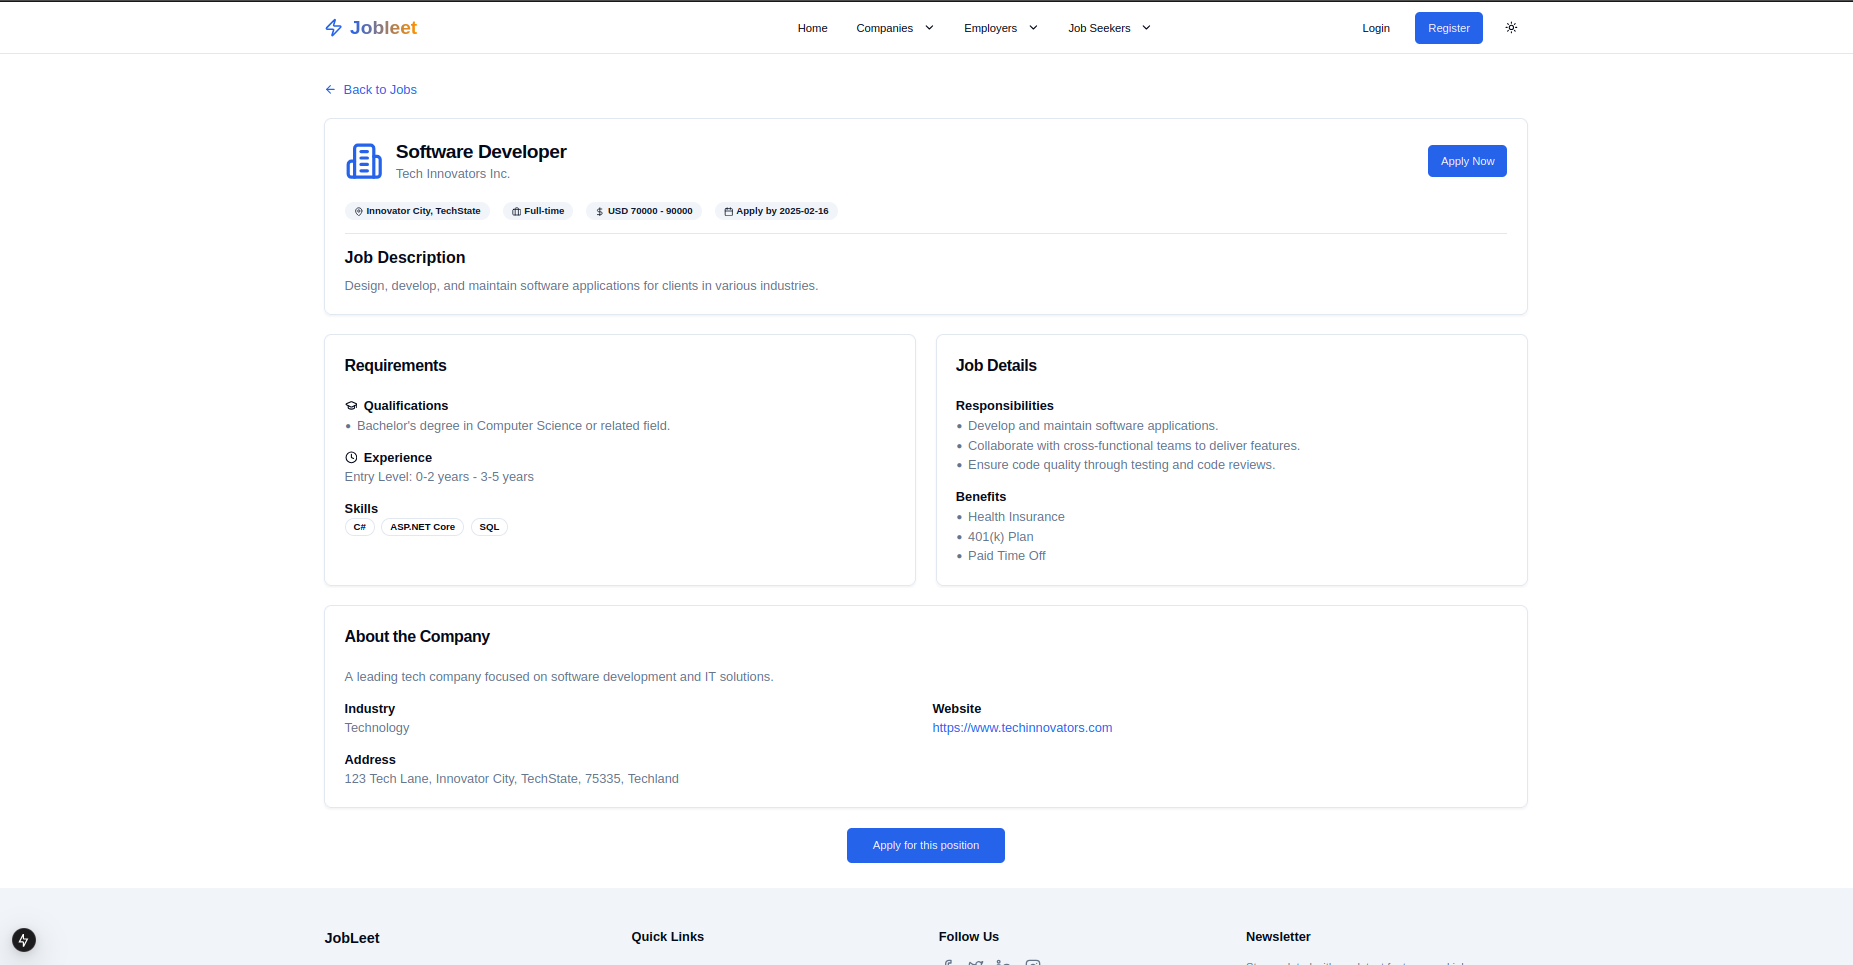 Jobleet
Home Companies Employers Job Seekers
Login Register
Back to Jobs
Software Developer
Tech Innovators Inc.
Apply Now
Innovator City, TechState Full-time USD 70000 - 90000 Apply by 2025-02-16
Job Description
Design, develop, and maintain software applications for clients in various industries.
Requirements
Qualifications
• Bachelor's degree in Computer Science or related field.
Experience
Entry Level: 0-2 years - 3-5 years
Skills
C# ASP.NET Core SQL
Job Details
Responsibilities
• Develop and maintain software applications.
• Collaborate with cross-functional teams to deliver features.
• Ensure code quality through testing and code reviews.
Benefits
• Health Insurance
• 401(k) Plan
• Paid Time Off
About the Company
A leading tech company focused on software development and IT solutions.
Industry
Technology
Website
https://www.techinnovators.com
Address
123 Tech Lane, Innovator City, TechState, 75335, Techland
Apply for this position
JobLeet
Quick Links
Follow Us
Newsletter